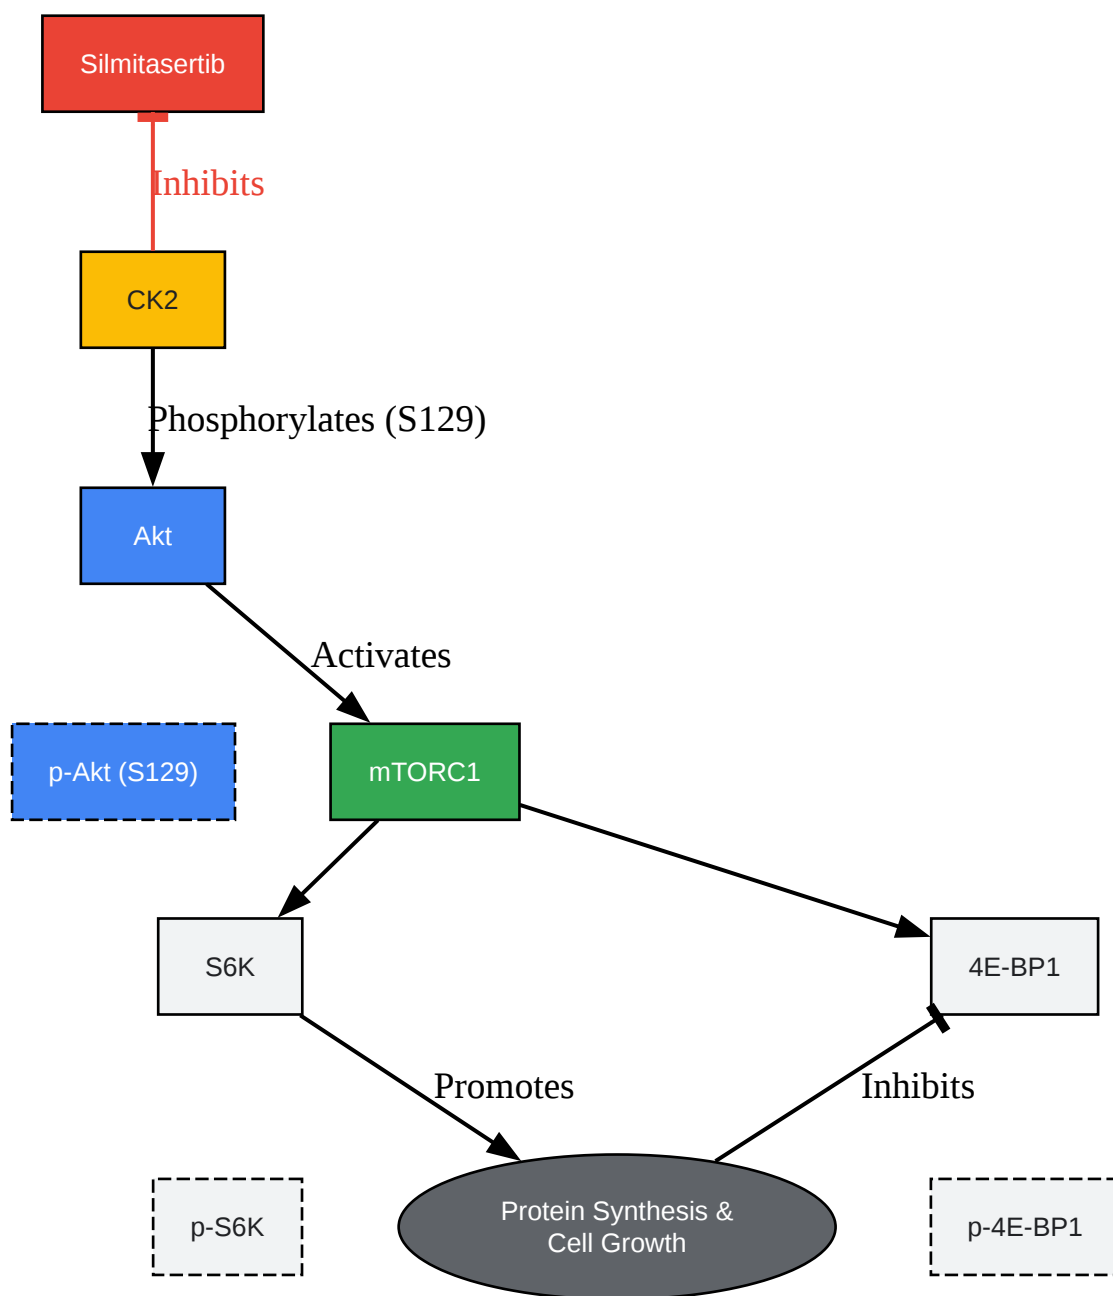 Silmitasertib
Inhibits
CK2
Phosphorylates (S129)
Akt
Activates
p-Akt (S129)
mTORC1
S6K
4E-BP1
Promotes
Inhibits
p-S6K
Protein Synthesis &
Cell Growth
p-4E-BP1